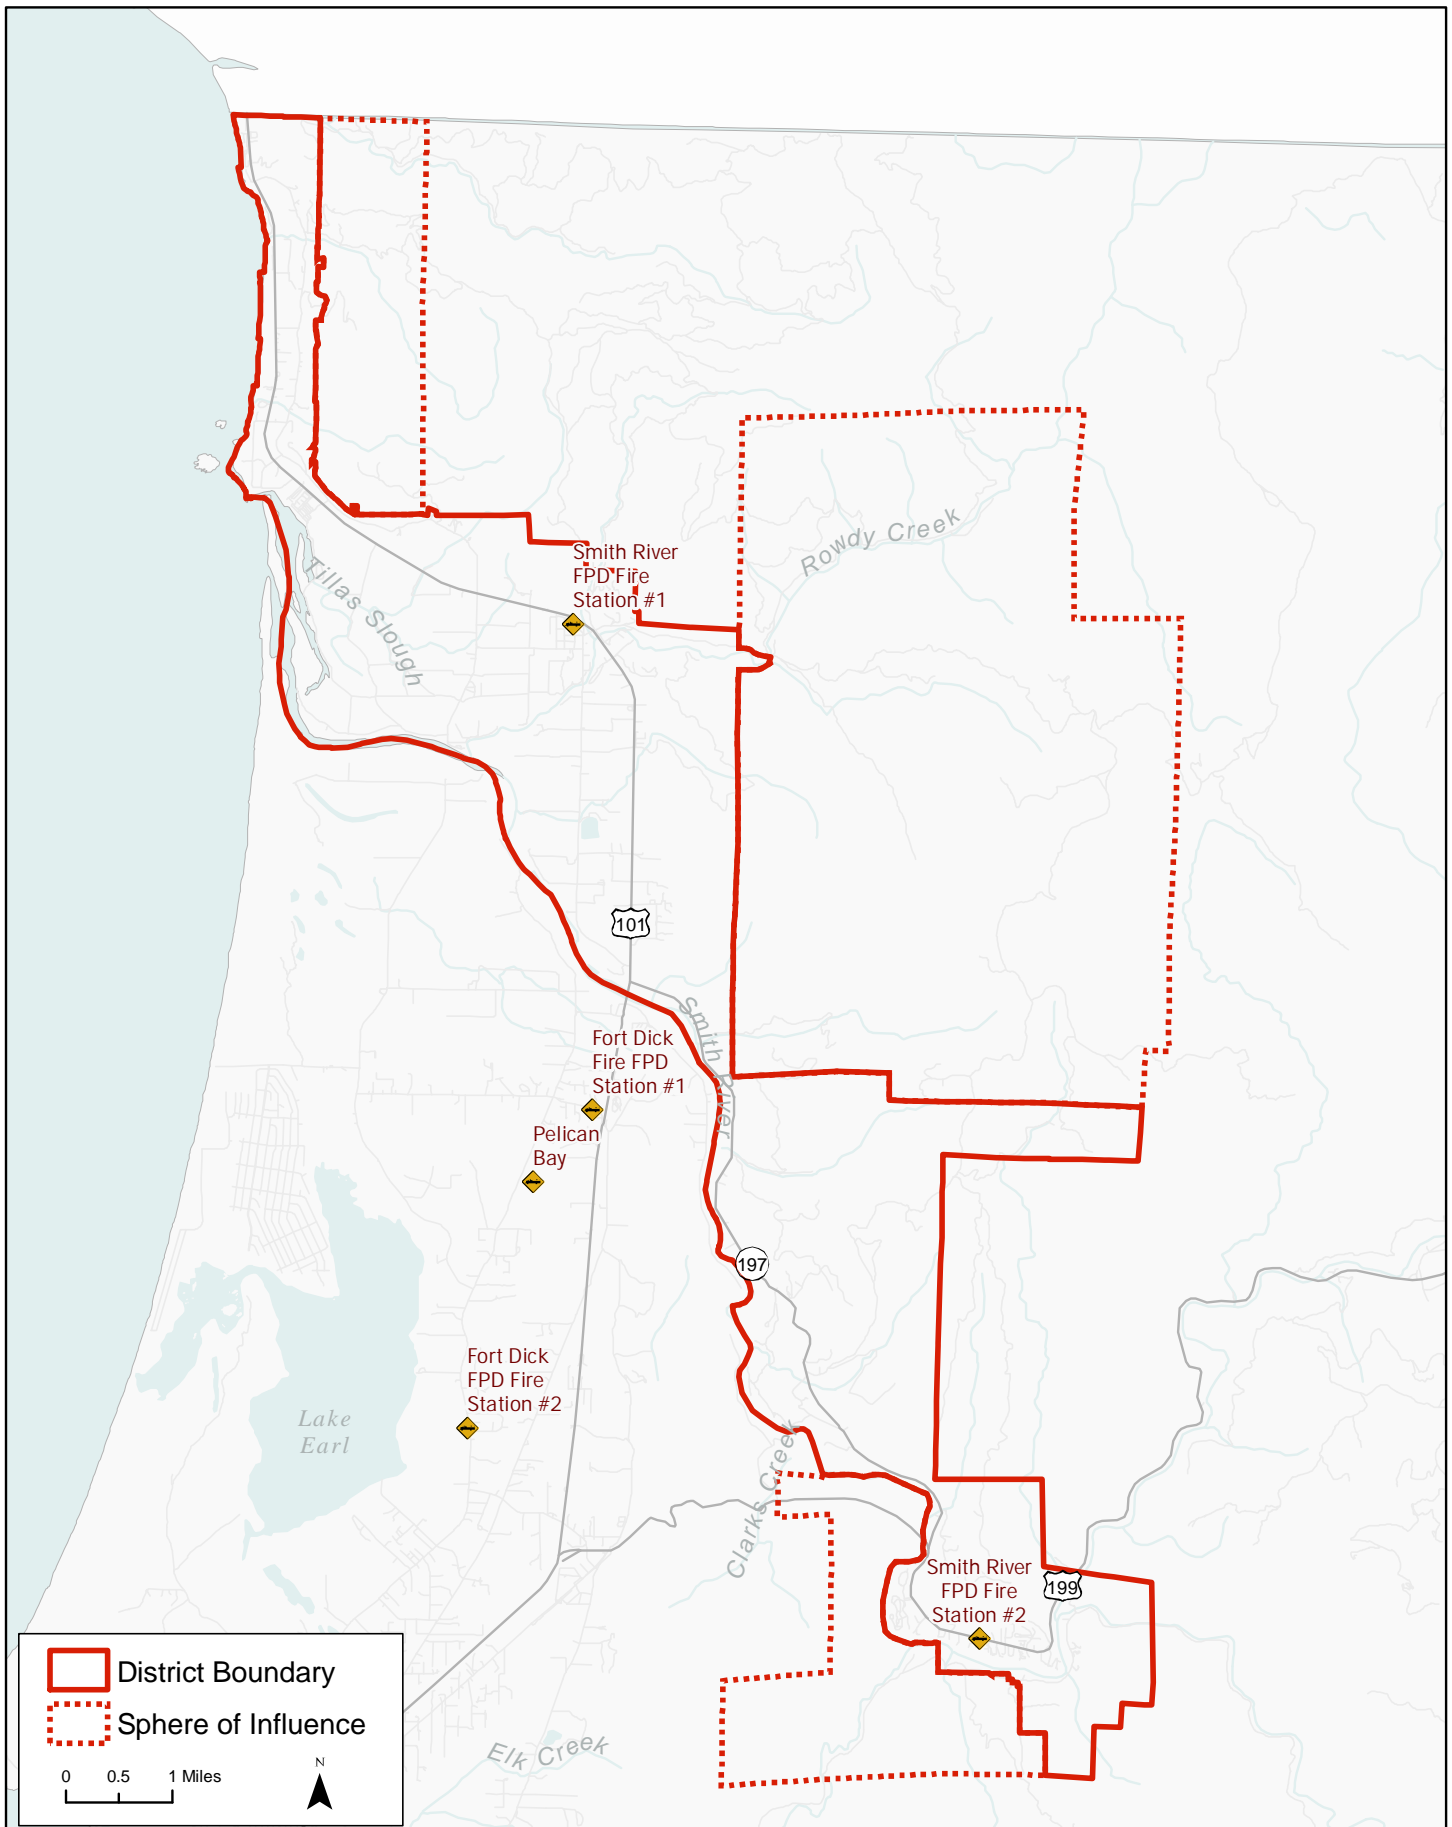 Smith River
FPD Fire
Station #1
Rowdy Creek
Tillas Slough
101
Smith River
Fort Dick
Fire FPD
Station #1
Pelican
Bay
197
Fort Dick
FPD Fire
Station #2
Lake
Earl
Clarks Creek
Smith River
FPD Fire
Station #2
199
Elk Creek
District Boundary
Sphere of Influence
0 0.5 1 Miles
N